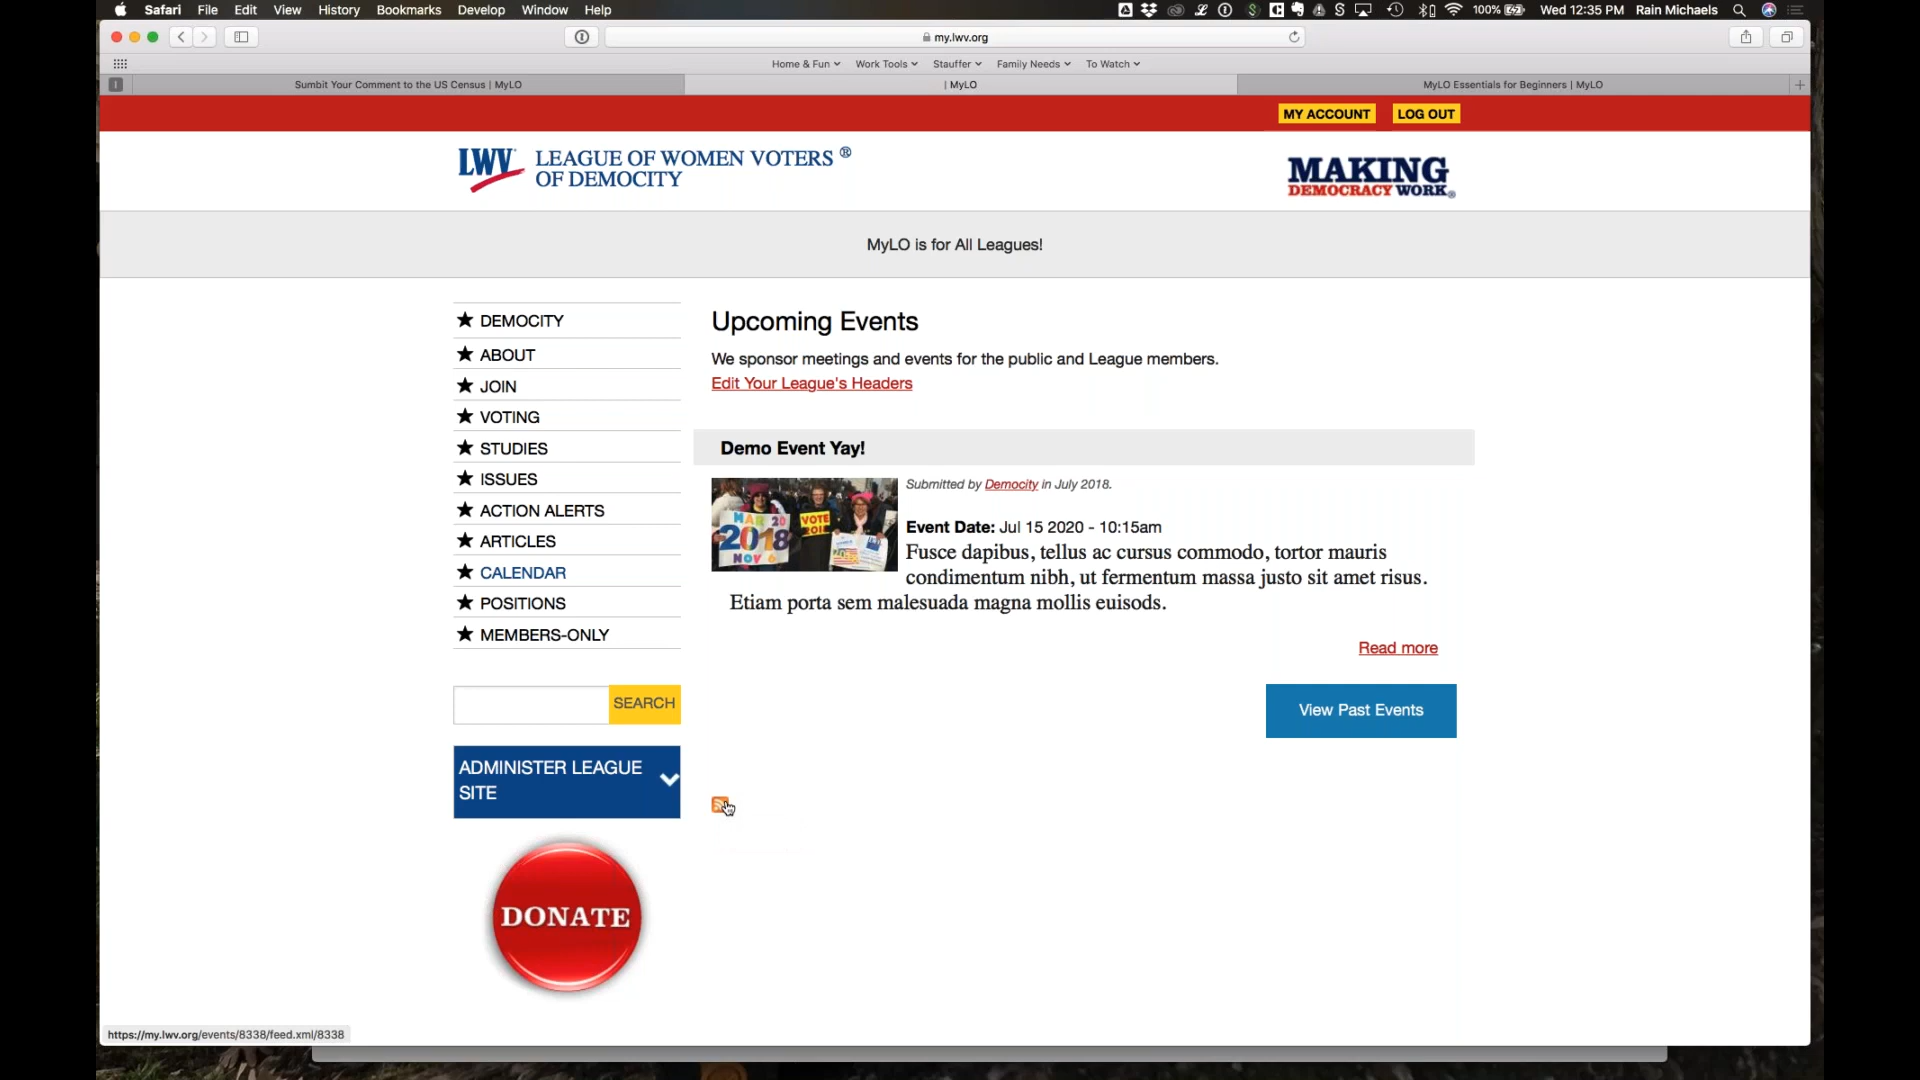 Safari File Edit View History Bookmarks Develop Window Help 100% Wed 12:35 PM Rain Michaels
my.lwv.org
Home & Fun Work Tools Stauffer Family Needs To Watch
Sumbit Your Comment to the US Census | MyLO | MyLO MyLO Essentials for Beginners | MyLO
MY ACCOUNT LOG OUT
LWV LEAGUE OF WOMEN VOTERS ®
OF DEMOCITY
MAKING
DEMOCRACY WORK®
MyLO is for All Leagues!
★ DEMOCITY
★ ABOUT
★ JOIN
★ VOTING
★ STUDIES
★ ISSUES
★ ACTION ALERTS
★ ARTICLES
★ CALENDAR
★ POSITIONS
★ MEMBERS-ONLY
SEARCH
ADMINISTER LEAGUE
SITE
DONATE
Upcoming Events
We sponsor meetings and events for the public and League members.
Edit Your League's Headers
Demo Event Yay!
MAR 20
2018
NOV 6
VOTE
Submitted by Democity in July 2018.
Event Date: Jul 15 2020 - 10:15am
Fusce dapibus, tellus ac cursus commodo, tortor mauris
condimentum nibh, ut fermentum massa justo sit amet risus.
Etiam porta sem malesuada magna mollis euisods.
Read more
View Past Events
https://my.lwv.org/events/8338/feed.xml/8338